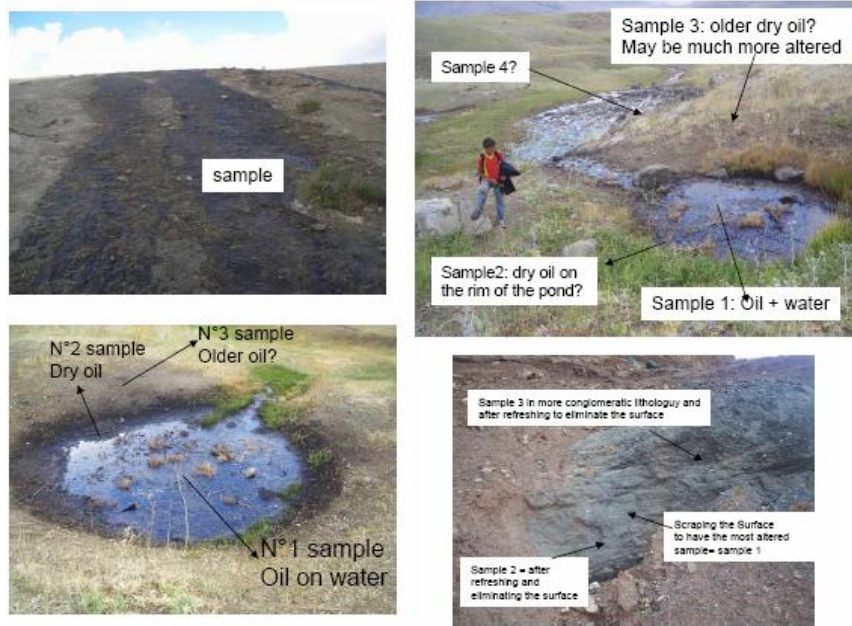 sample
Sample 3: older dry oil?
May be much more altered
Sample 4?
Sample2: dry oil on
the rim of the pond?
Sample 1: Oil + water
N°3 sample
Older oil?
N°2 sample
Dry oil
N°1 sample
Oil on water
Sample 3 in more conglomeratic lithologuy and
after refreshing to eliminate the surface
Scraping the Surface
to have the most altered
sample= sample 1
Sample 2 = after
refreshing and
eliminating the surface